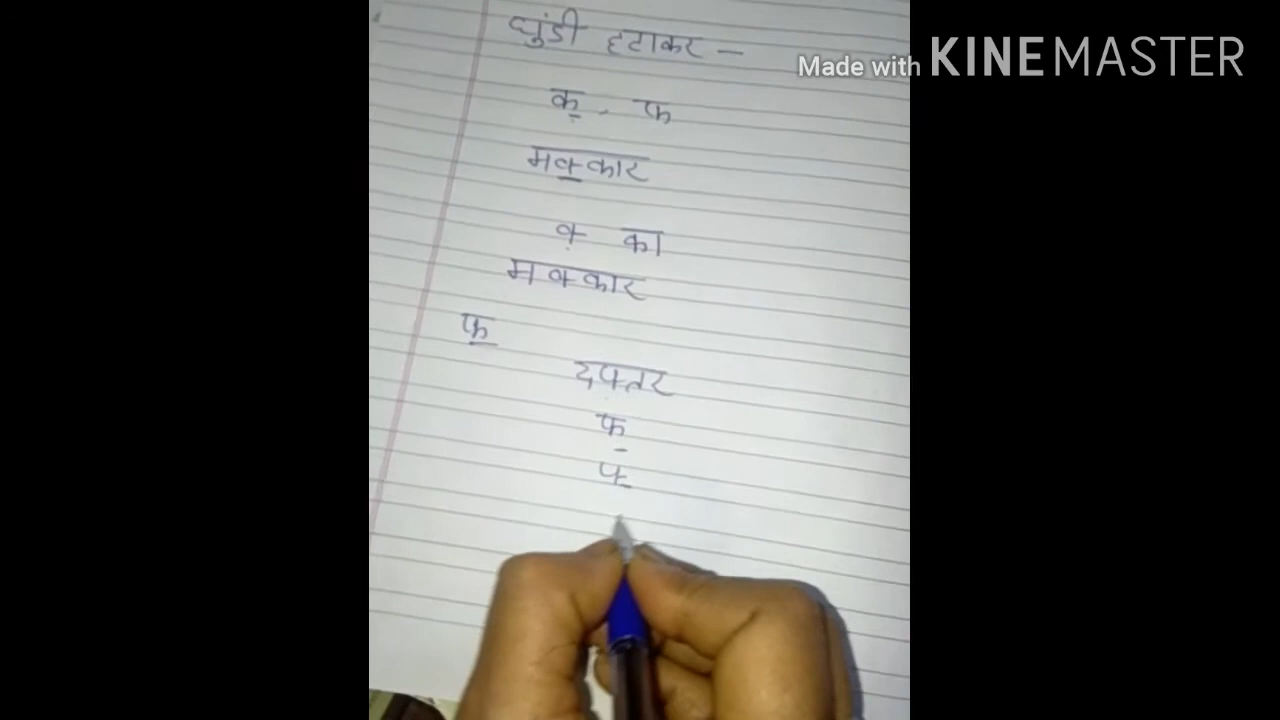 Made with KINEMASTER
घुंडी हटाकर -
क - फ
मक्कार
क् का
मक्कार
फ
दफ्तर
फ
फ्